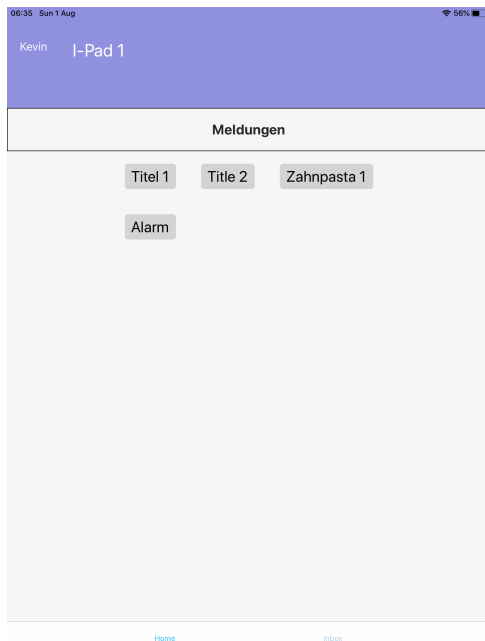 06:35 Sun 1 Aug 56%
Kevin I-Pad 1
Meldungen
Titel 1 Title 2 Zahnpasta 1
Alarm
Home Inbox